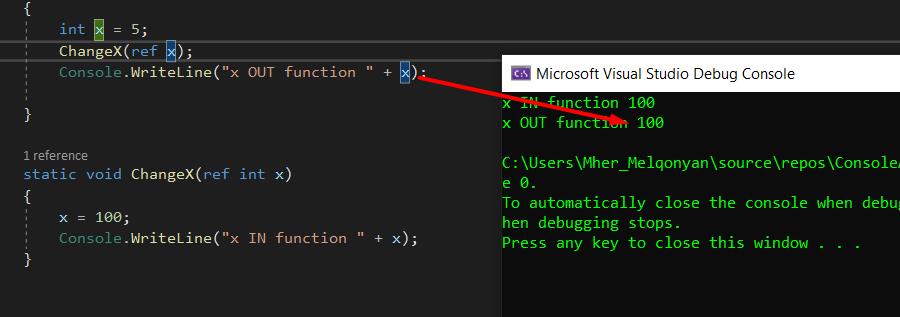 {
int x = 5;
ChangeX(ref x);
Console.WriteLine("x OUT function " + x);
}
1 reference
static void ChangeX(ref int x)
{
x = 100;
Console.WriteLine("x IN function " + x);
}
Microsoft Visual Studio Debug Console
x IN function 100
x OUT function 100
C:\Users\Mher_Melqonyan\source\repos\Console
e 0.
To automatically close the console when debug
hen debugging stops.
Press any key to close this window . . .